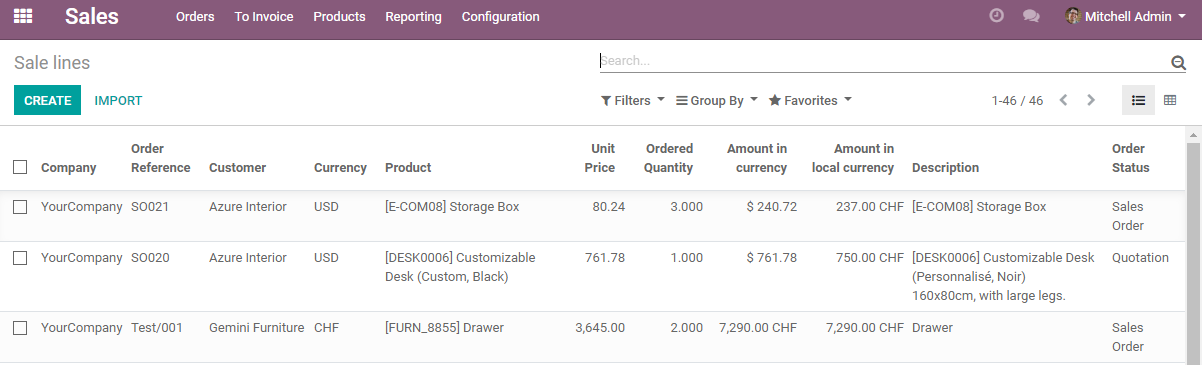 Sales Orders To Invoice Products Reporting Configuration Mitchell Admin
Sale lines Search...
CREATE IMPORT Filters Group By Favorites 1-46 / 46
Company Order Reference Customer Currency Product Unit Price Ordered Quantity Amount in currency Amount in local currency Description Order Status
YourCompany SO021 Azure Interior USD [E-COM08] Storage Box 80.24 3.000 $ 240.72 237.00 CHF [E-COM08] Storage Box Sales Order
YourCompany SO020 Azure Interior USD [DESK0006] Customizable Desk (Custom, Black) 761.78 1.000 $ 761.78 750.00 CHF [DESK0006] Customizable Desk (Personnalisé, Noir) 160x80cm, with large legs. Quotation
YourCompany Test/001 Gemini Furniture CHF [FURN_8855] Drawer 3,645.00 2.000 7,290.00 CHF 7,290.00 CHF Drawer Sales Order